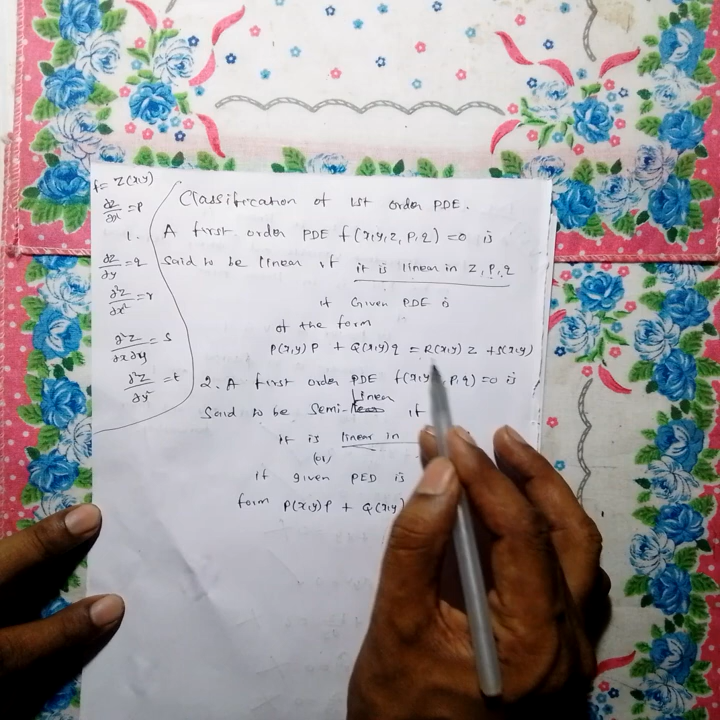 f = Z(x,y)
∂z/∂x = p
1.
∂z/∂y = q
∂²z/∂x² = r
∂²z/∂x∂y = s
∂²z/∂y² = t
Classification of 1st order PDE.
A first order PDE f(x,y,z,p,q) = 0 is
said to be linear if it is linear in z, p, q
if Given PDE is
of the form
P(x,y)p + Q(x,y)q = R(x,y)z + S(x,y)
2. A first order PDE f(x,y, , p,q) = 0 is
said to be semi-linear if
it is linear in
(or)
if given PED is
form P(x,y)p + Q(x,y)